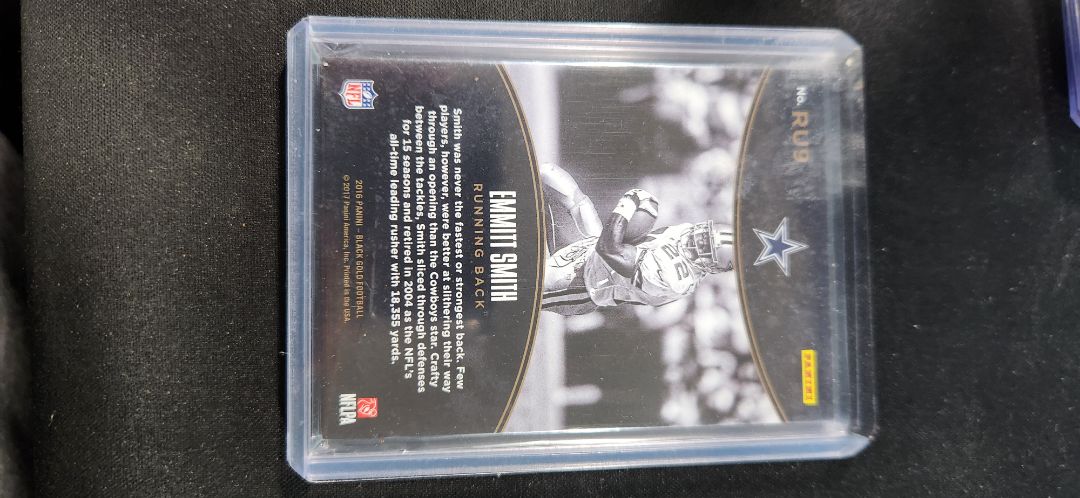 No. RU9
PANINI
EMMITT SMITH
RUNNING BACK
Smith was never the fastest or strongest back. Few
players, however, were better at slithering their way
through an opening than the Cowboys star. Crafty
between the tackles, Smith sliced through defenses
for 15 seasons and retired in 2004 as the NFL's
all-time leading rusher with 18,355 yards.
NFL
2016 PANINI – BLACK GOLD FOOTBALL
© 2017 Panini America, Inc. Printed in the USA.
NFLPA